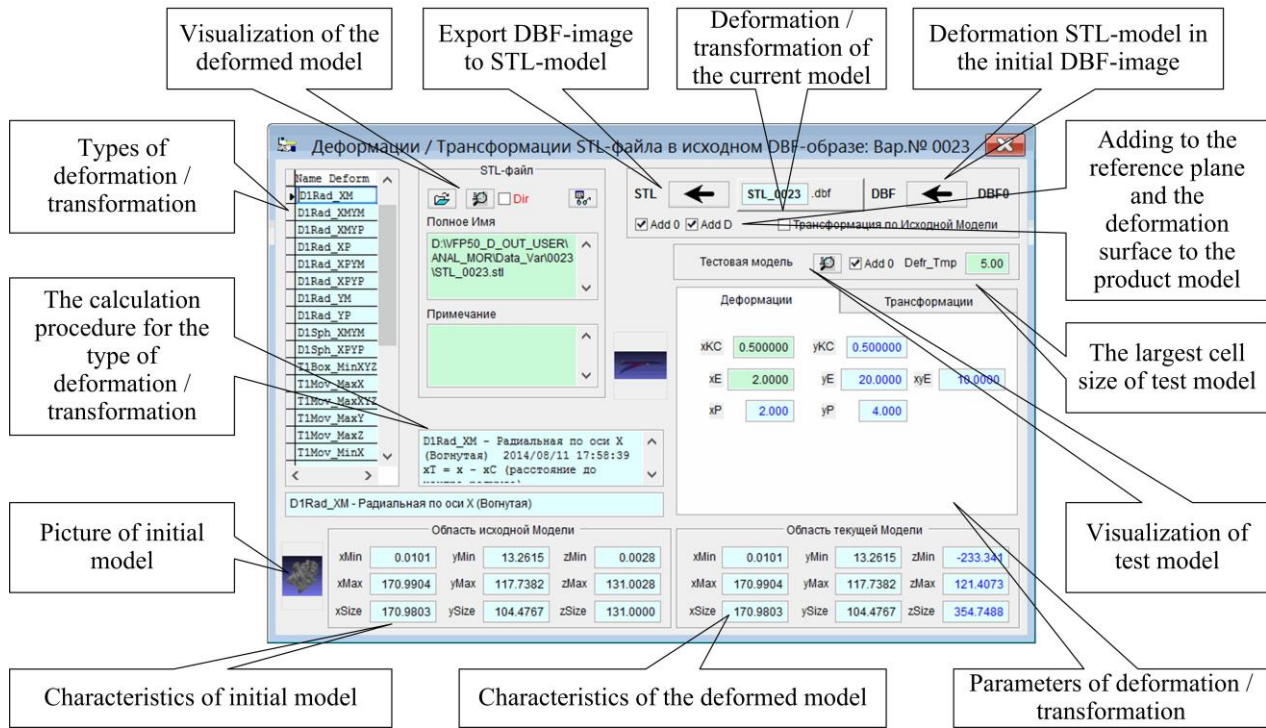 Visualization of the
deformed model
Export DBF-image
to STL-model
Deformation /
transformation of
the current model
Deformation STL-model in
the initial DBF-image
Types of
deformation /
transformation
Adding to the
reference plane
and the
deformation
surface to the
product model
The calculation
procedure for the
type of
deformation /
transformation
The largest cell
size of test model
Picture of initial
model
Visualization of
test model
Characteristics of initial model
Characteristics of the deformed model
Parameters of deformation /
transformation
Деформации / Трансформации STL-файла в исходном DBF-образе: Вар.№ 0023
Name Deform
D1Rad_XM
D1Rad_XMYM
D1Rad_XMYP
D1Rad_XP
D1Rad_XPYM
D1Rad_XPYP
D1Rad_YM
D1Rad_YP
D1Sph_XMYM
D1Sph_XPYP
T1Box_MinXYZ
T1Mov_MaxX
T1Mov_MaxXYZ
T1Mov_MaxY
T1Mov_MaxZ
T1Mov_MinX
STL-файл
Dir
Полное Имя
D:\VFP50_D_OUT_USER\
ANAL_MOR\Data_Var\0023
\STL_0023.stl
Примечание
D1Rad_XM - Радиальная по оси X
(Вогнутая) 2014/08/11 17:58:39
xT = x - xC (расстояние до
D1Rad_XM - Радиальная по оси X (Вогнутая)
STL STL_0023 .dbf DBF DBF0
Add 0 Add D Трансформация по Исходной Модели
Тестовая модель Add 0 Defr_Tmp 5.00
Деформации Трансформации
xKC 0.500000 yKC 0.500000
xE 2.0000 yE 20.0000 xyE 10.0000
xP 2.000 yP 4.000
Область исходной Модели
xMin 0.0101 yMin 13.2615 zMin 0.0028
xMax 170.9904 yMax 117.7382 zMax 131.0028
xSize 170.9803 ySize 104.4767 zSize 131.0000
Область текущей Модели
xMin 0.0101 yMin 13.2615 zMin -233.341
xMax 170.9904 yMax 117.7382 zMax 121.4073
xSize 170.9803 ySize 104.4767 zSize 354.7488